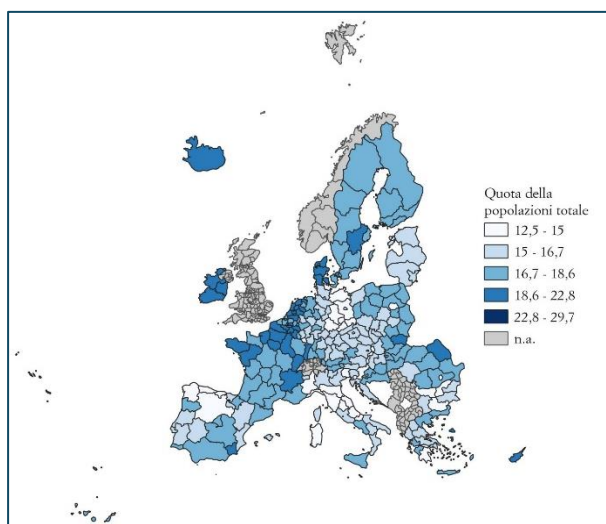 Quota della
popolazioni totale
12,5 - 15
15 - 16,7
16,7 - 18,6
18,6 - 22,8
22,8 - 29,7
n.a.